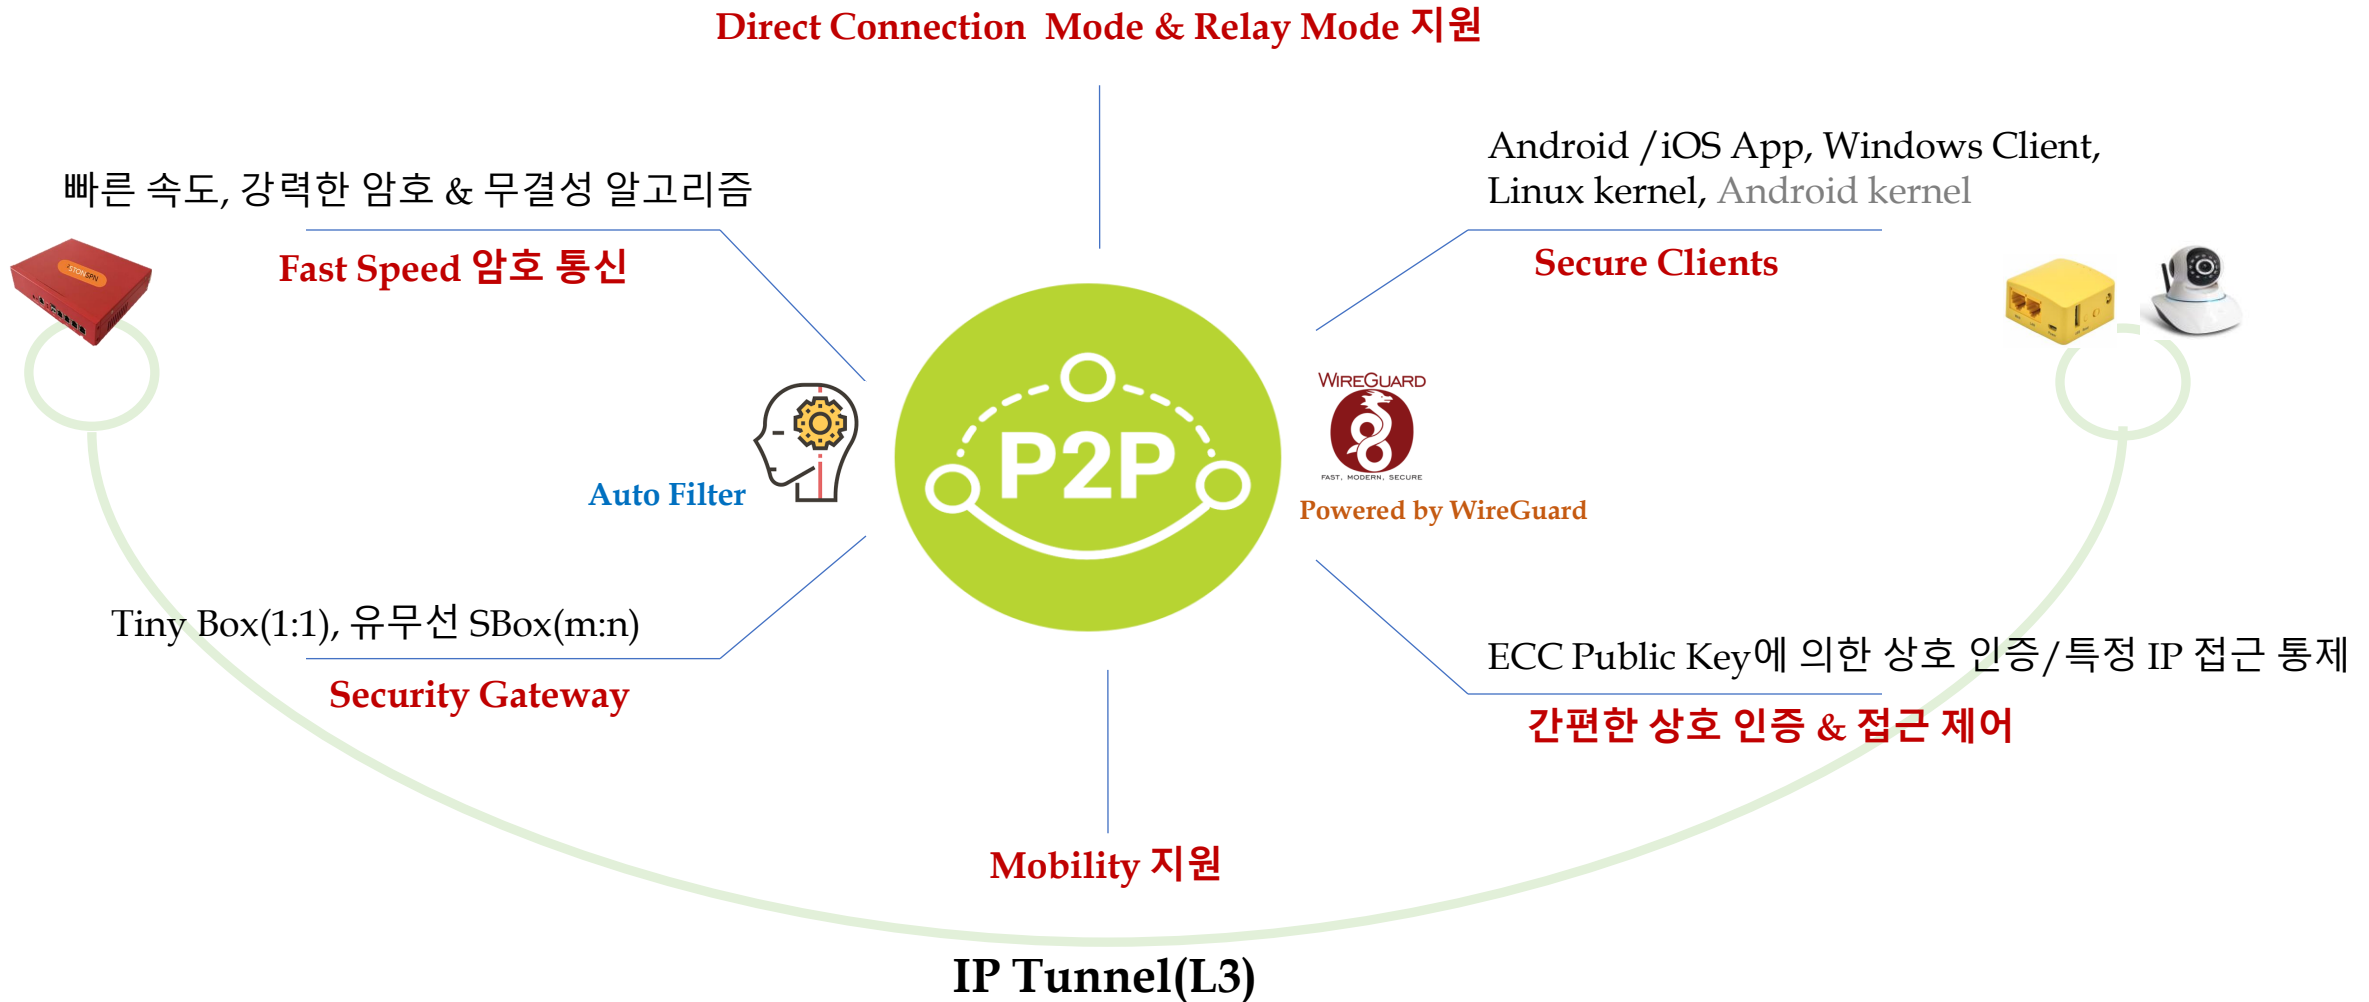 Direct Connection Mode & Relay Mode 지원
빠른 속도, 강력한 암호 & 무결성 알고리즘
Fast Speed 암호 통신
Android /iOS App, Windows Client,
Linux kernel, Android kernel
Secure Clients
WIREGUARD
FAST, MODERN, SECURE
Powered by WireGuard
P2P
Auto Filter
Tiny Box(1:1), 유무선 SBox(m:n)
Security Gateway
ECC Public Key에 의한 상호 인증/특정 IP 접근 통제
간편한 상호 인증 & 접근 제어
Mobility 지원
IP Tunnel(L3)